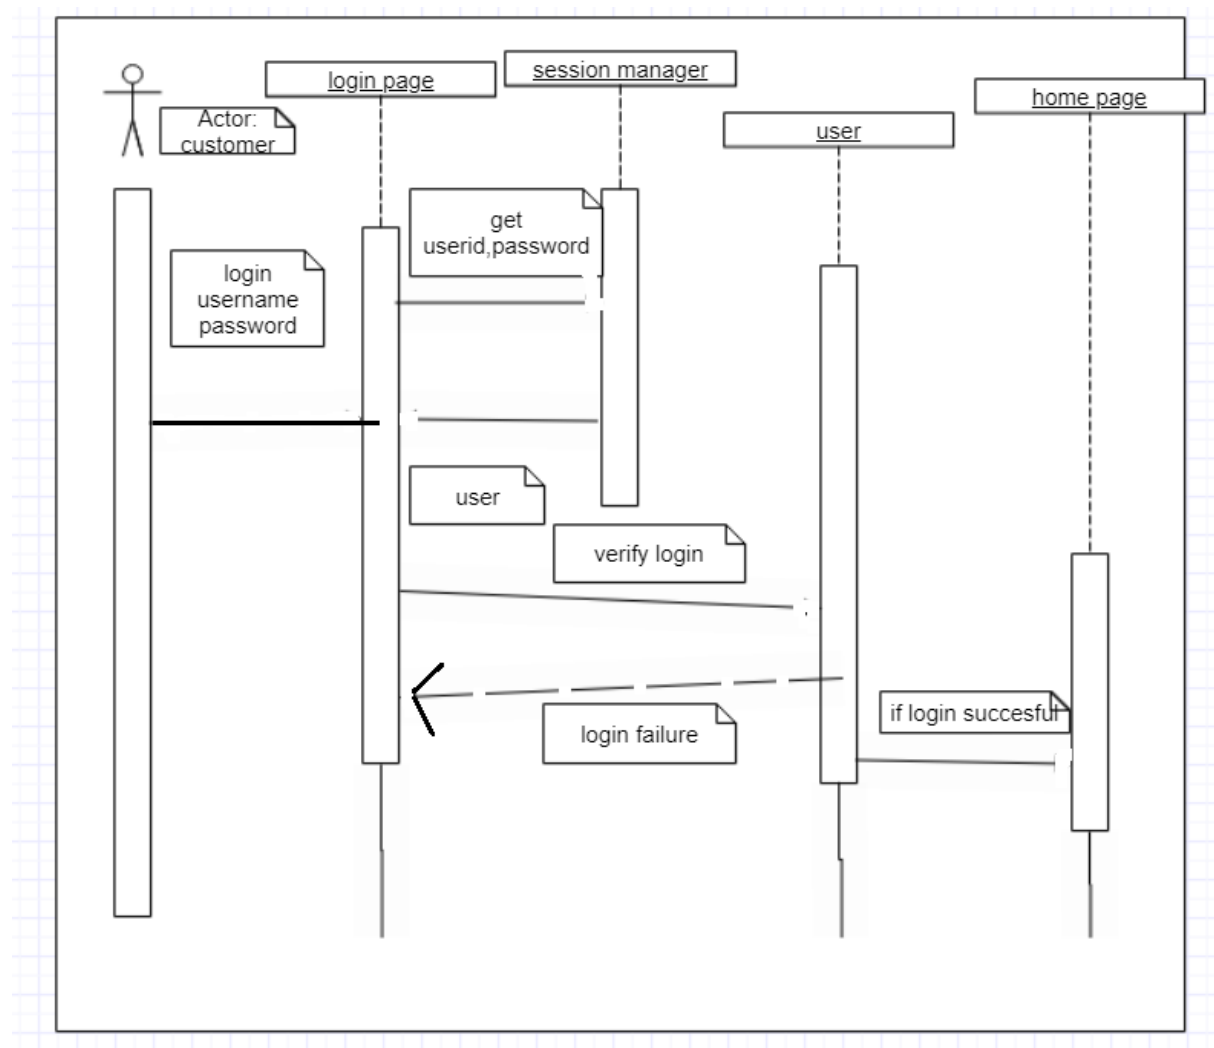 login page
session manager
home page
Actor:
customer
user
get
userid,password
login
username
password
user
verify login
if login succesful
login failure